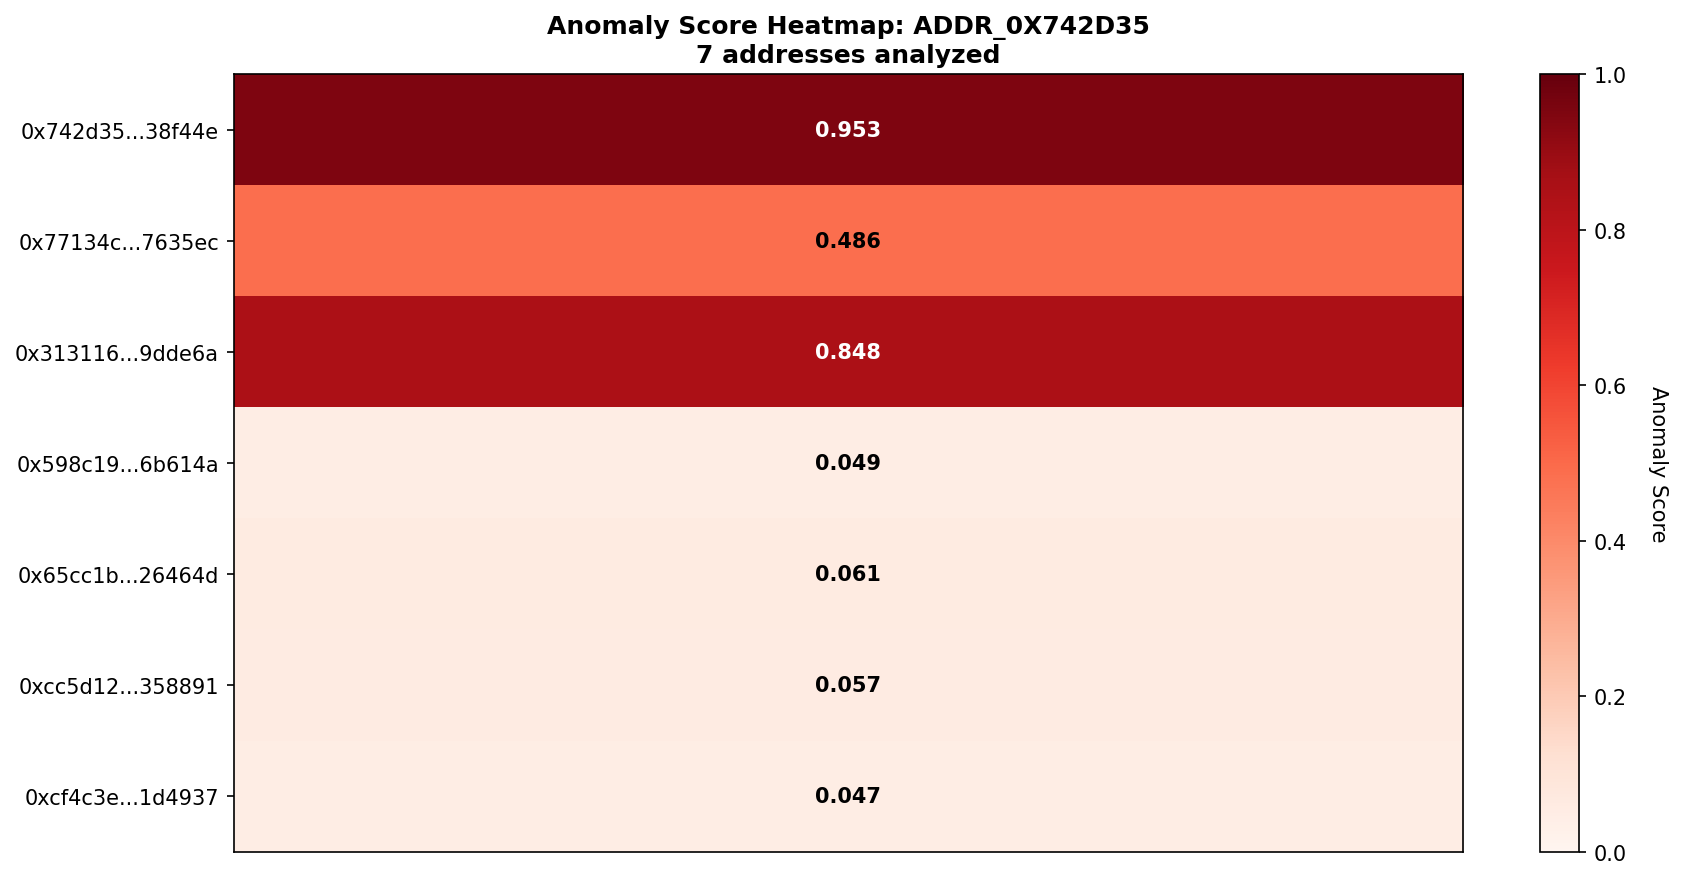 Anomaly Score Heatmap: ADDR_0X742D35
7 addresses analyzed
0x742d35...38f44e
0.953
0x77134c...7635ec
0.486
0x313116...9dde6a
0.848
0x598c19...6b614a
0.049
0x65cc1b...26464d
0.061
0xcc5d12...358891
0.057
0xcf4c3e...1d4937
0.047
1.0
0.8
0.6
0.4
0.2
0.0
Anomaly Score